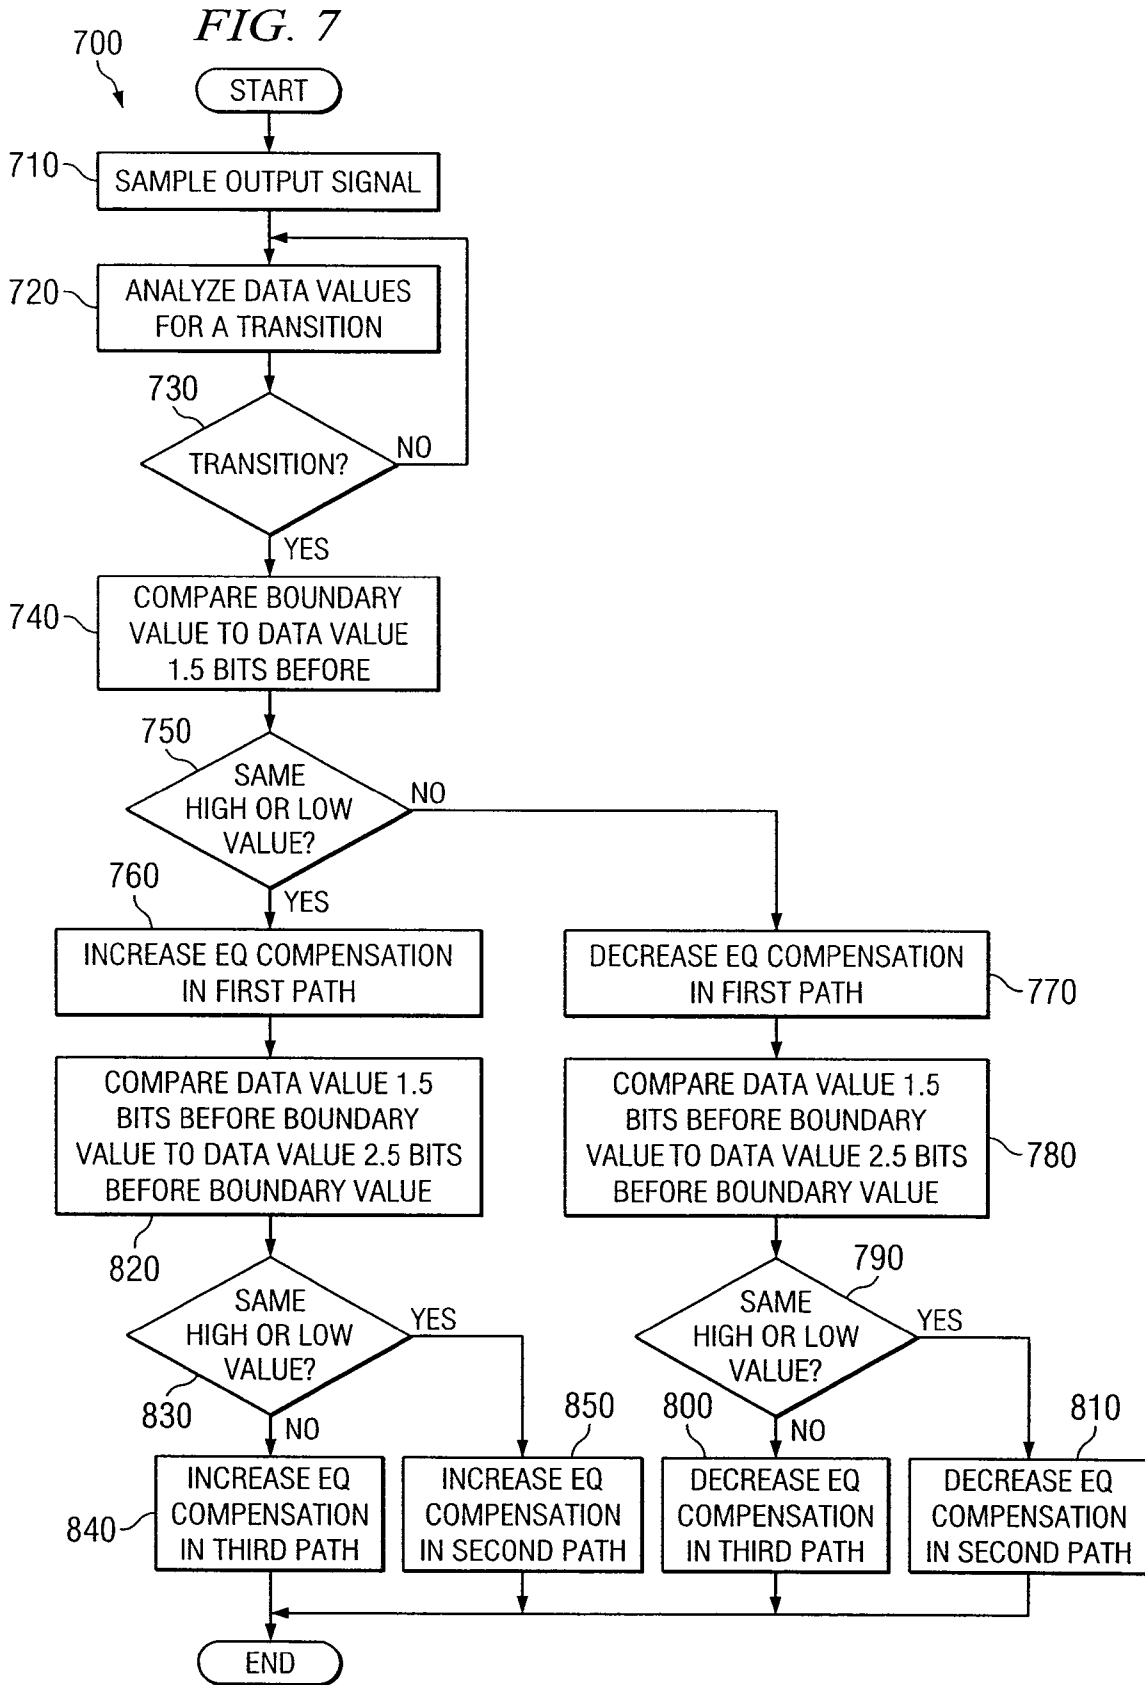 FIG. 7
700
START
710
SAMPLE OUTPUT SIGNAL
720
ANALYZE DATA VALUES
FOR A TRANSITION
730
TRANSITION?
NO
YES
740
COMPARE BOUNDARY
VALUE TO DATA VALUE
1.5 BITS BEFORE
750
SAME
HIGH OR LOW
VALUE?
NO
YES
760
INCREASE EQ COMPENSATION
IN FIRST PATH
DECREASE EQ COMPENSATION
IN FIRST PATH
770
COMPARE DATA VALUE 1.5
BITS BEFORE BOUNDARY
VALUE TO DATA VALUE 2.5 BITS
BEFORE BOUNDARY VALUE
820
COMPARE DATA VALUE 1.5
BITS BEFORE BOUNDARY
VALUE TO DATA VALUE 2.5 BITS
BEFORE BOUNDARY VALUE
780
SAME
HIGH OR LOW
VALUE?
830
YES
NO
790
SAME
HIGH OR LOW
VALUE?
YES
NO
840
INCREASE EQ
COMPENSATION
IN THIRD PATH
850
INCREASE EQ
COMPENSATION
IN SECOND PATH
800
DECREASE EQ
COMPENSATION
IN THIRD PATH
810
DECREASE EQ
COMPENSATION
IN SECOND PATH
END